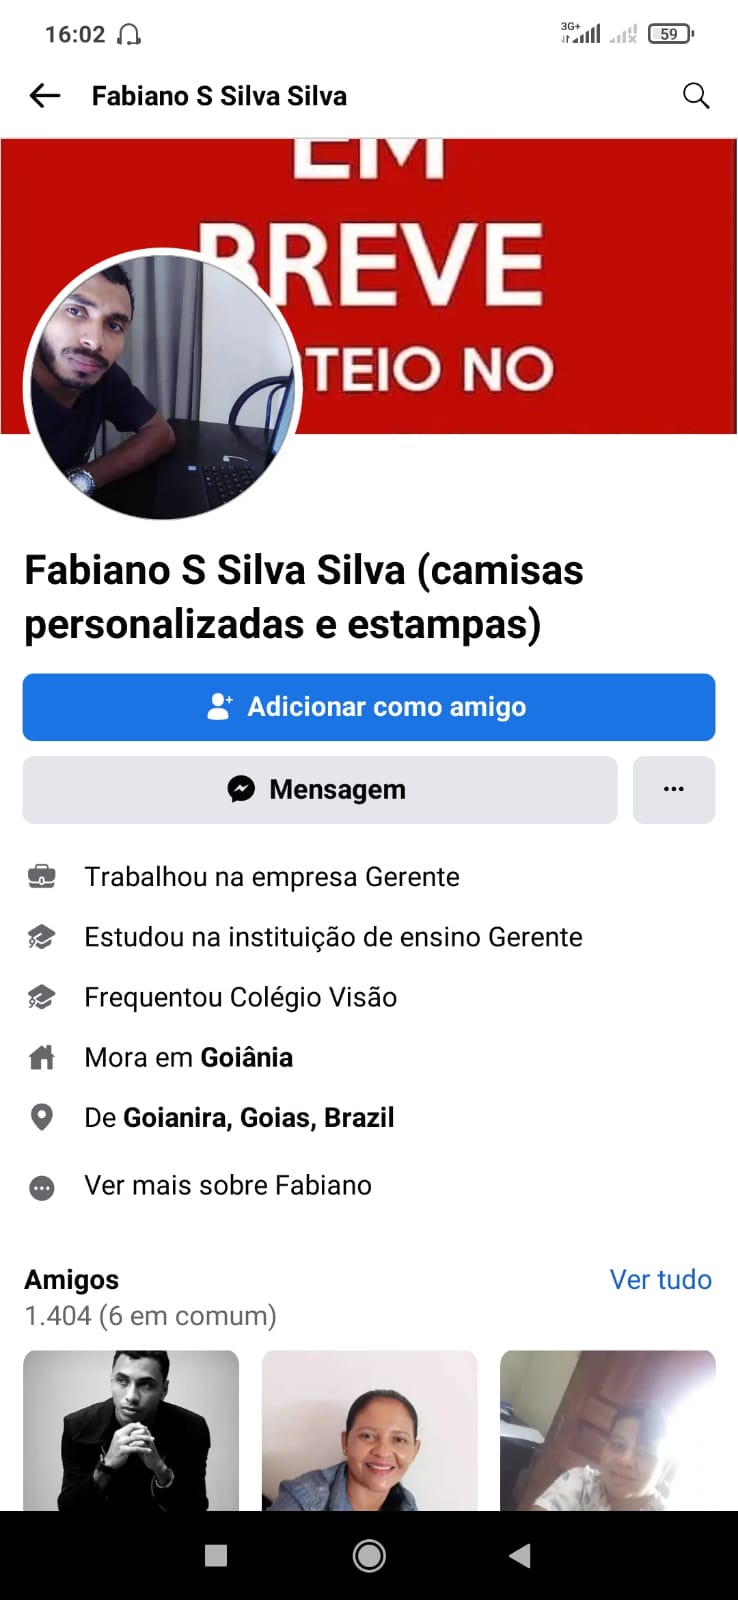 16:02
3G+
59
Fabiano S Silva Silva
EM
BREVE
TEIO NO
Fabiano S Silva Silva (camisas
personalizadas e estampas)
Adicionar como amigo
Mensagem
Trabalhou na empresa Gerente
Estudou na instituição de ensino Gerente
Frequentou Colégio Visão
Mora em Goiânia
De Goianira, Goias, Brazil
Ver mais sobre Fabiano
Amigos
Ver tudo
1.404 (6 em comum)